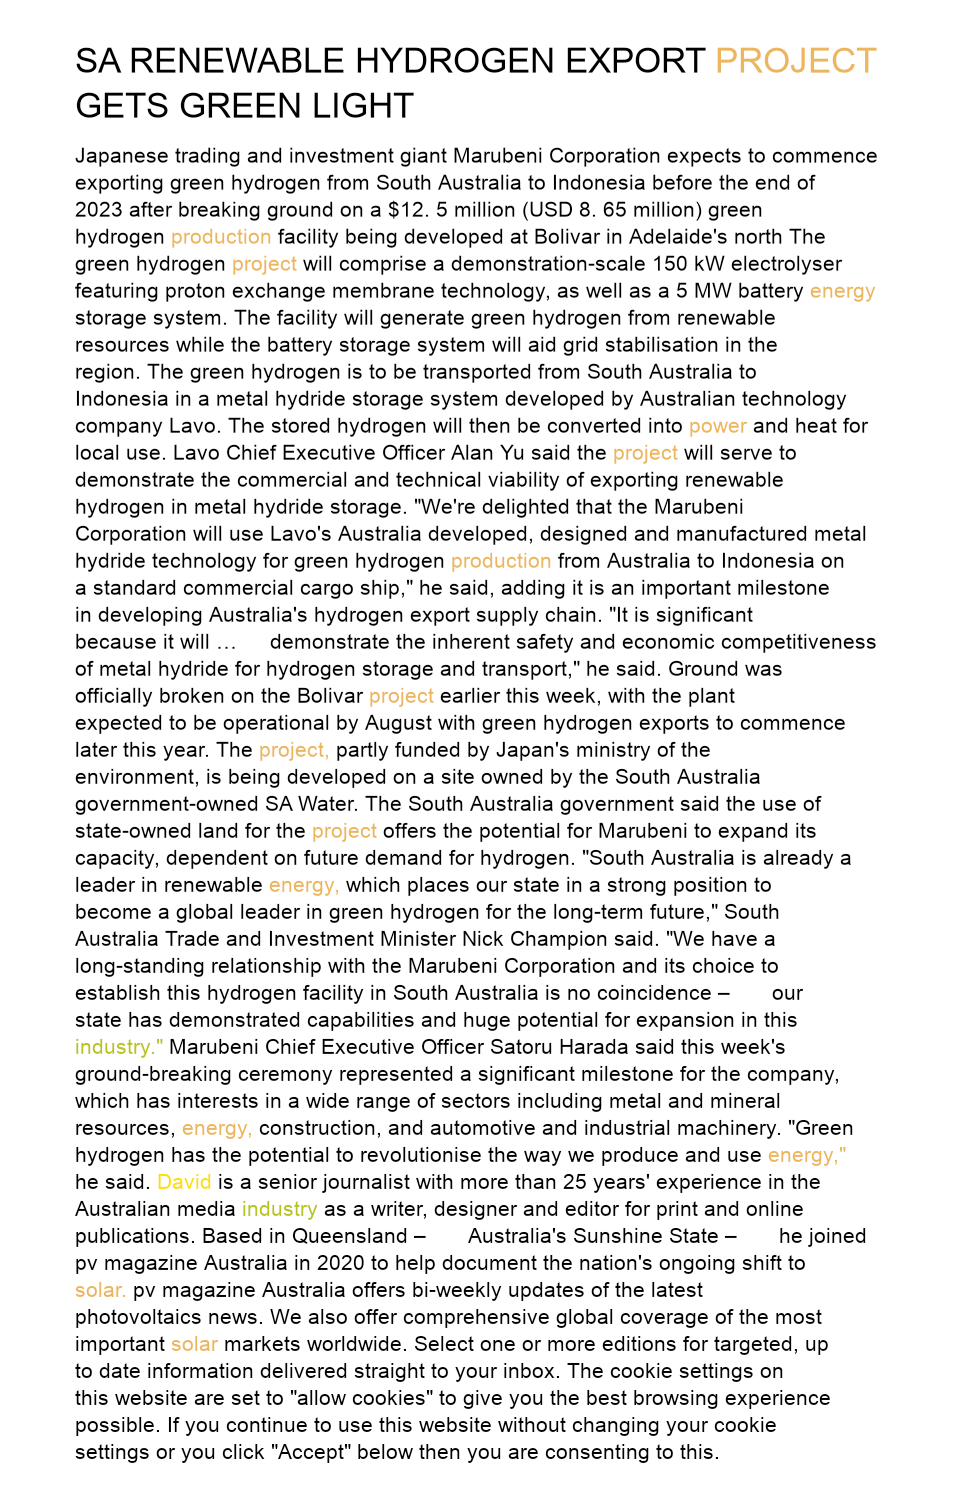 SA RENEWABLE HYDROGEN EXPORT PROJECT
GETS GREEN LIGHT
Japanese trading and investment giant Marubeni Corporation expects to commence
exporting green hydrogen from South Australia to Indonesia before the end of
2023 after breaking ground on a $12. 5 million (USD 8. 65 million) green
hydrogen production facility being developed at Bolivar in Adelaide's north The
green hydrogen project will comprise a demonstration-scale 150 kW electrolyser
featuring proton exchange membrane technology, as well as a 5 MW battery energy
storage system. The facility will generate green hydrogen from renewable
resources while the battery storage system will aid grid stabilisation in the
region. The green hydrogen is to be transported from South Australia to
Indonesia in a metal hydride storage system developed by Australian technology
company Lavo. The stored hydrogen will then be converted into power and heat for
local use. Lavo Chief Executive Officer Alan Yu said the project will serve to
demonstrate the commercial and technical viability of exporting renewable
hydrogen in metal hydride storage. "We're delighted that the Marubeni
Corporation will use Lavo's Australia developed, designed and manufactured metal
hydride technology for green hydrogen production from Australia to Indonesia on
a standard commercial cargo ship," he said, adding it is an important milestone
in developing Australia's hydrogen export supply chain. "It is significant
because it will … demonstrate the inherent safety and economic competitiveness
of metal hydride for hydrogen storage and transport," he said. Ground was
officially broken on the Bolivar project earlier this week, with the plant
expected to be operational by August with green hydrogen exports to commence
later this year. The project, partly funded by Japan's ministry of the
environment, is being developed on a site owned by the South Australia
government-owned SA Water. The South Australia government said the use of
state-owned land for the project offers the potential for Marubeni to expand its
capacity, dependent on future demand for hydrogen. "South Australia is already a
leader in renewable energy, which places our state in a strong position to
become a global leader in green hydrogen for the long-term future," South
Australia Trade and Investment Minister Nick Champion said. "We have a
long-standing relationship with the Marubeni Corporation and its choice to
establish this hydrogen facility in South Australia is no coincidence – our
state has demonstrated capabilities and huge potential for expansion in this
industry." Marubeni Chief Executive Officer Satoru Harada said this week's
ground-breaking ceremony represented a significant milestone for the company,
which has interests in a wide range of sectors including metal and mineral
resources, energy, construction, and automotive and industrial machinery. "Green
hydrogen has the potential to revolutionise the way we produce and use energy,"
he said. David is a senior journalist with more than 25 years' experience in the
Australian media industry as a writer, designer and editor for print and online
publications. Based in Queensland – Australia's Sunshine State – he joined
pv magazine Australia in 2020 to help document the nation's ongoing shift to
solar. pv magazine Australia offers bi-weekly updates of the latest
photovoltaics news. We also offer comprehensive global coverage of the most
important solar markets worldwide. Select one or more editions for targeted, up
to date information delivered straight to your inbox. The cookie settings on
this website are set to "allow cookies" to give you the best browsing experience
possible. If you continue to use this website without changing your cookie
settings or you click "Accept" below then you are consenting to this.